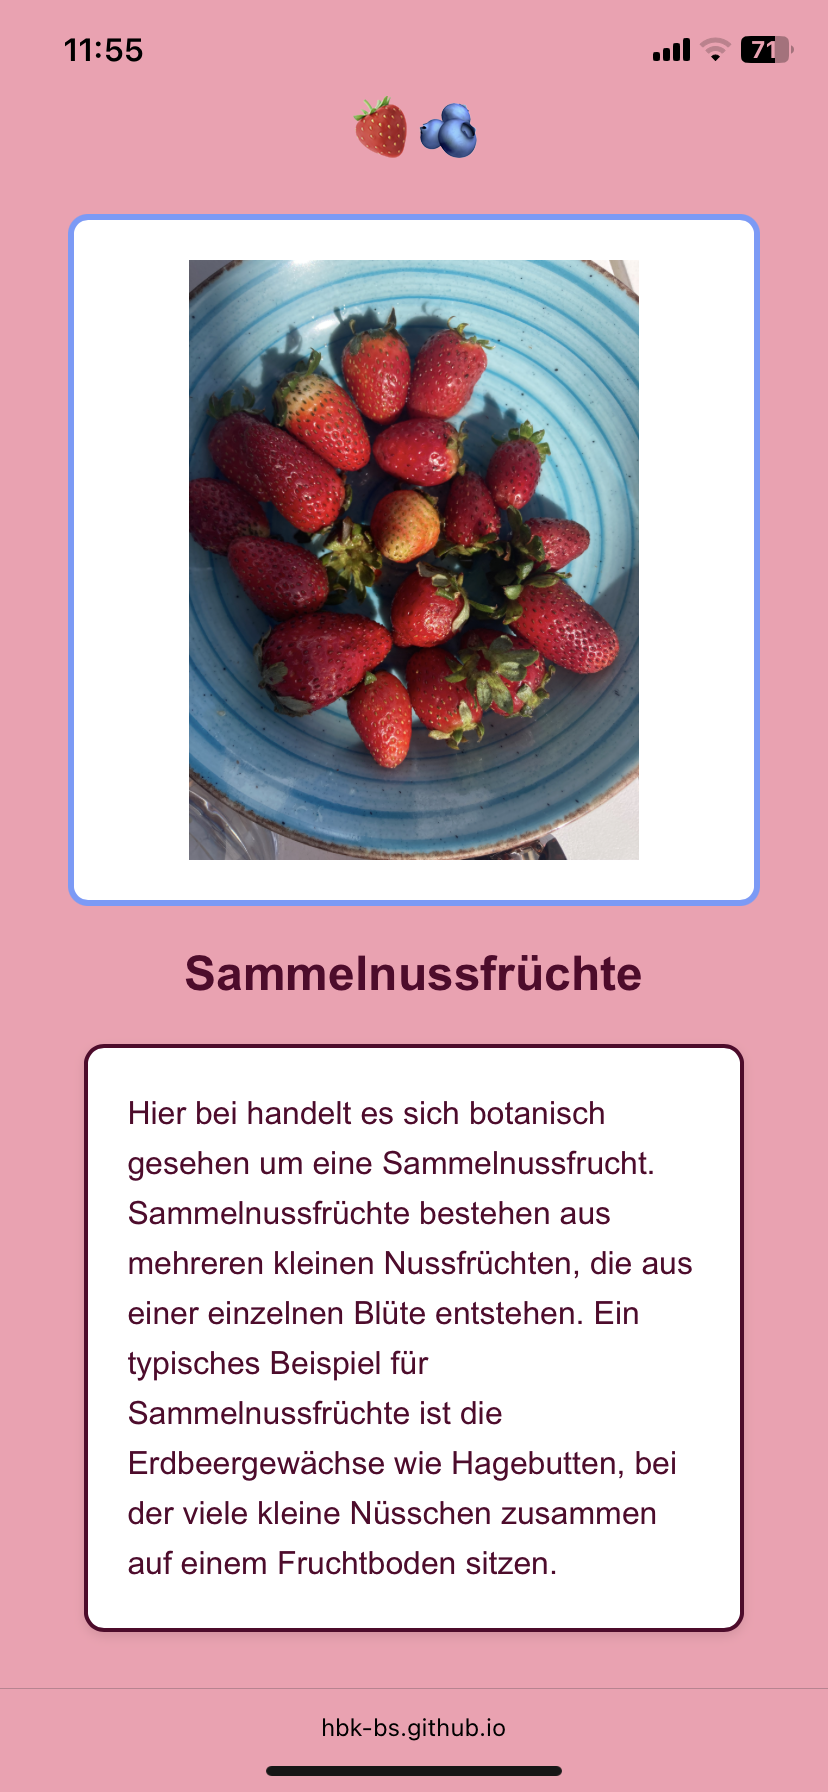 11:55
71
Sammelnussfrüchte
Hier bei handelt es sich botanisch
gesehen um eine Sammelnussfrucht.
Sammelnussfrüchte bestehen aus
mehreren kleinen Nussfrüchten, die aus
einer einzelnen Blüte entstehen. Ein
typisches Beispiel für
Sammelnussfrüchte ist die
Erdbeergewächse wie Hagebutten, bei
der viele kleine Nüsschen zusammen
auf einem Fruchtboden sitzen.
hbk-bs.github.io